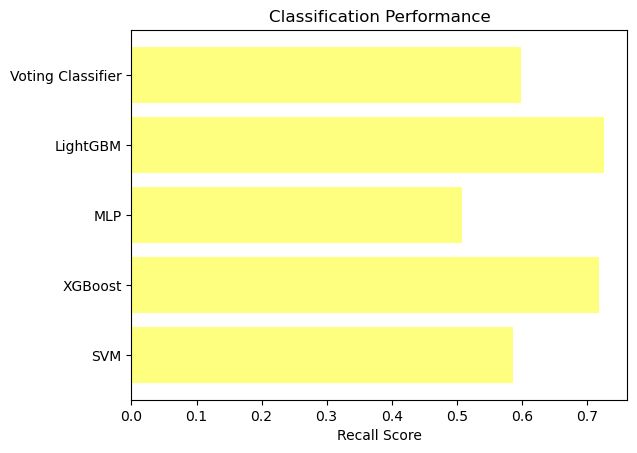 Classification Performance
Voting Classifier
LightGBM
MLP
XGBoost
SVM
0.0 0.1 0.2 0.3 0.4 0.5 0.6 0.7
Recall Score